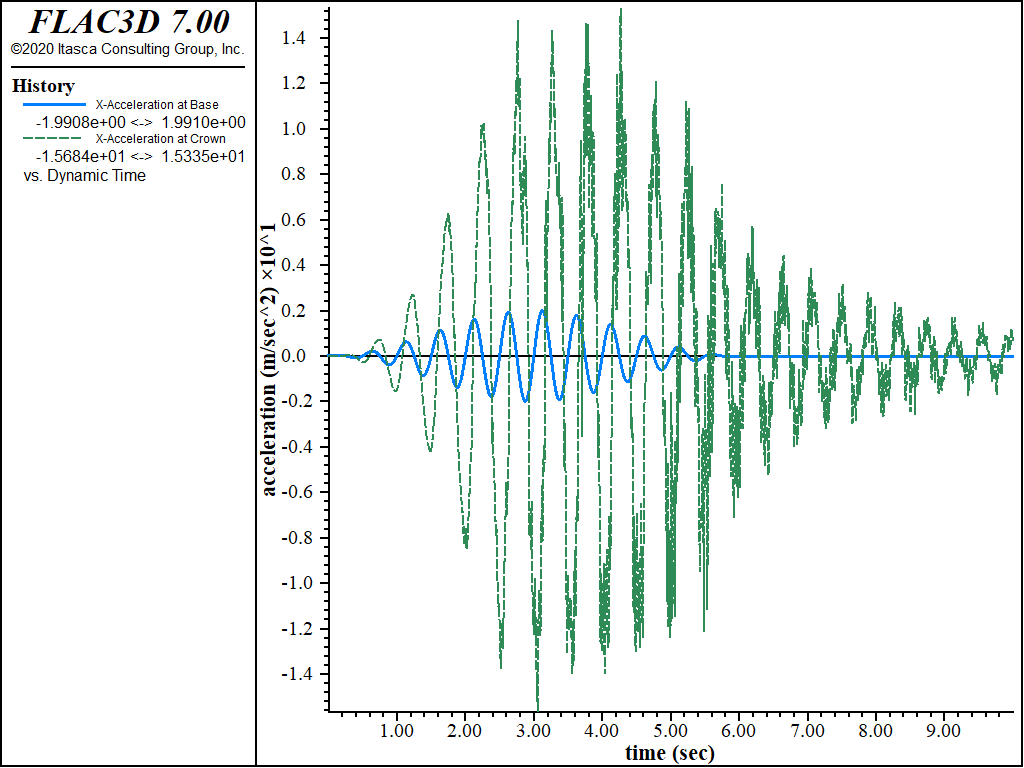 FLAC3D 7.00
©2020 Itasca Consulting Group, Inc.
History
X-Acceleration at Base
-1.9908e+00 <-> 1.9910e+00
X-Acceleration at Crown
-1.5684e+01 <-> 1.5335e+01
vs. Dynamic Time
acceleration (m/sec^2) ×10^1
1.4
1.2
1.0
0.8
0.6
0.4
0.2
0.0
-0.2
-0.4
-0.6
-0.8
-1.0
-1.2
-1.4
1.00 2.00 3.00 4.00 5.00 6.00 7.00 8.00 9.00
time (sec)